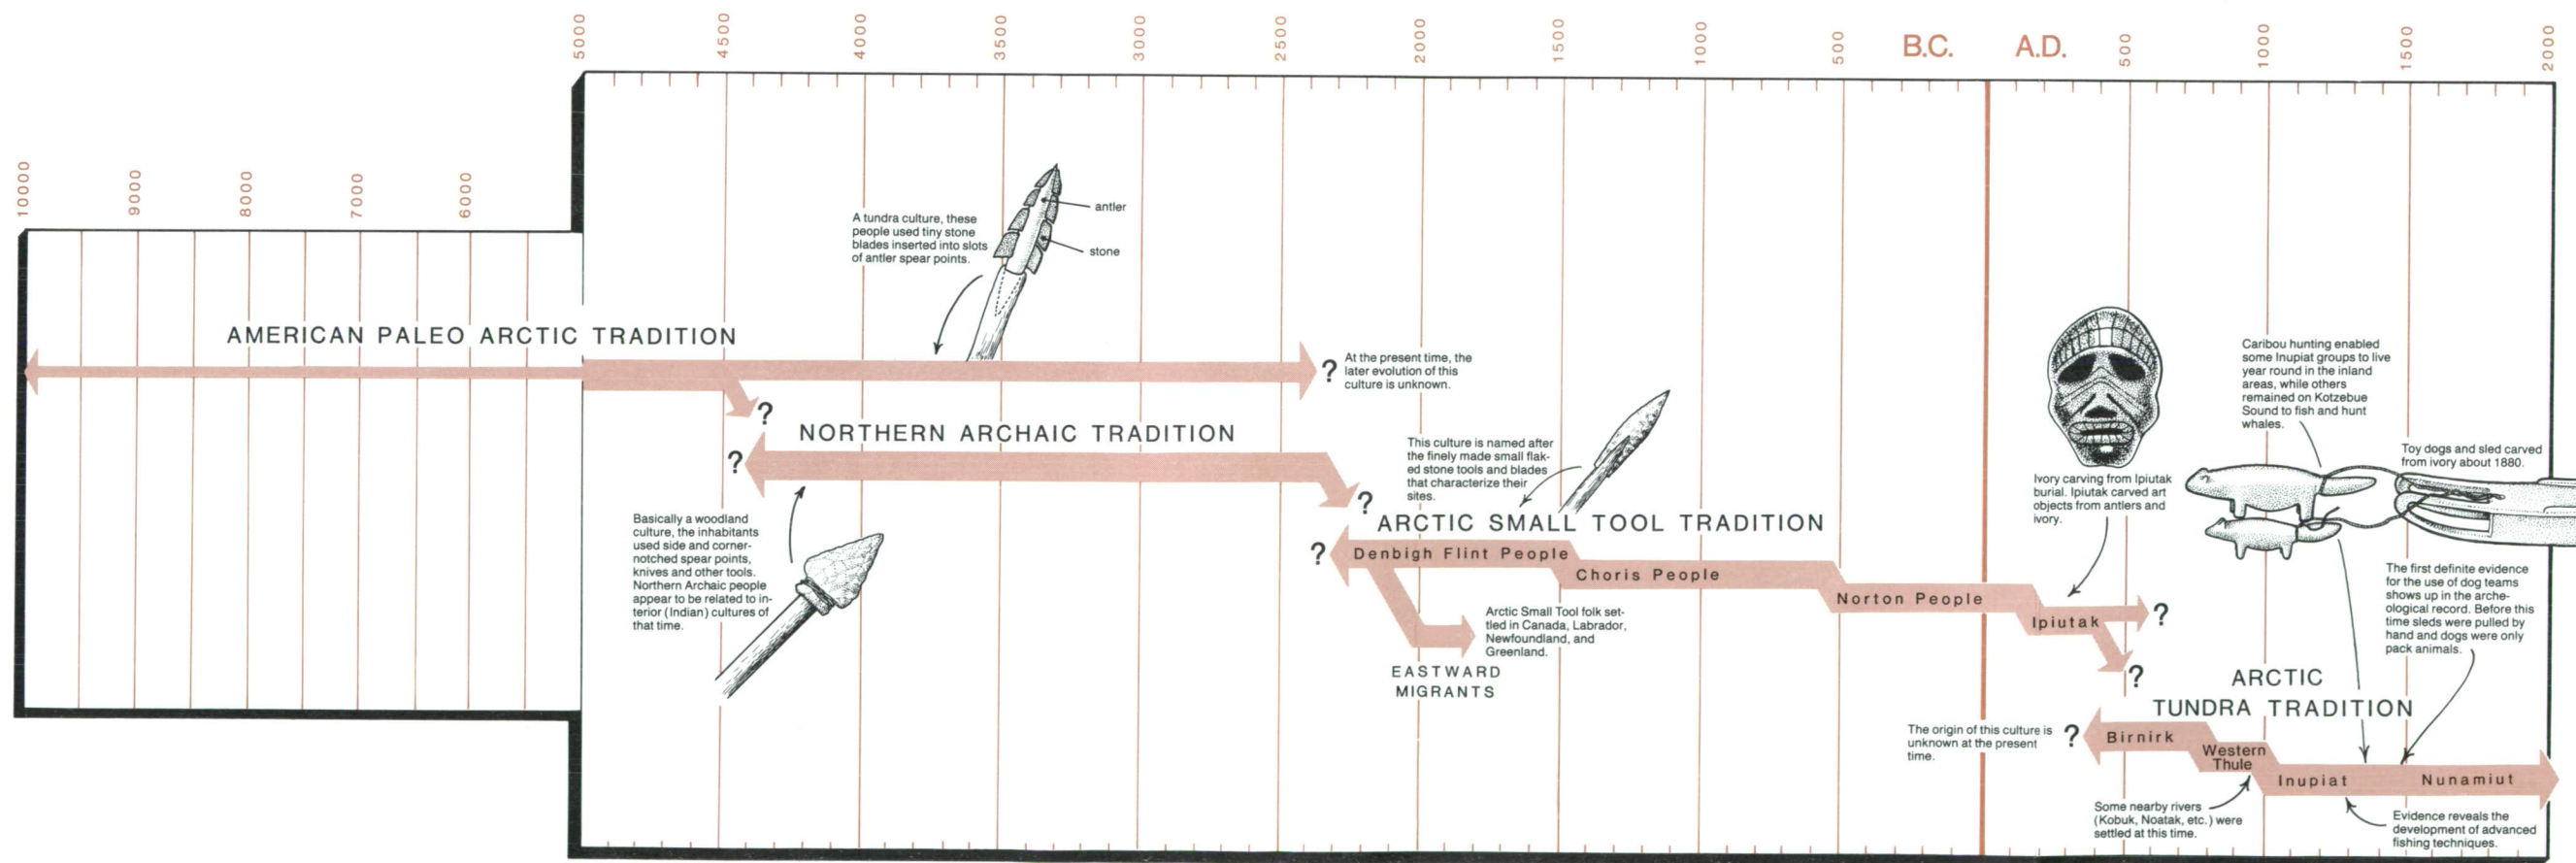 5000
4500
4000
3500
3000
2500
2000
1500
1000
500
B.C.
A.D.
500
1000
1500
2000
10000
9000
8000
7000
6000
A tundra culture, these
people used tiny stone
blades inserted into slots
of antler spear points.
antler
stone
AMERICAN PALEO ARCTIC TRADITION
?
At the present time, the
later evolution of this
culture is unknown.
?
NORTHERN ARCHAIC TRADITION
?
?
Basically a woodland
culture, the inhabitants
used side and corner-
notched spear points,
knives and other tools.
Northern Archaic people
appear to be related to in-
terior (Indian) cultures of
that time.
This culture is named after
the finely made small flak-
ed stone tools and blades
that characterize their
sites.
ARCTIC SMALL TOOL TRADITION
?
Denbigh Flint People
Choris People
Norton People
Ipiutak
?
?
Arctic Small Tool folk set-
tled in Canada, Labrador,
Newfoundland, and
Greenland.
EASTWARD
MIGRANTS
Ivory carving from Ipiutak
burial. Ipiutak carved art
objects from antlers and
ivory.
Caribou hunting enabled
some Inupiat groups to live
year round in the inland
areas, while others
remained on Kotzebue
Sound to fish and hunt
whales.
Toy dogs and sled carved
from ivory about 1880.
The first definite evidence
for the use of dog teams
shows up in the arche-
ological record. Before this
time sleds were pulled by
hand and dogs were only
pack animals.
ARCTIC
TUNDRA TRADITION
The origin of this culture is
unknown at the present
time.
?
Birnirk
Western
Thule
Inupiat
Nunamiut
Some nearby rivers
(Kobuk, Noatak, etc.) were
settled at this time.
Evidence reveals the
development of advanced
fishing techniques.